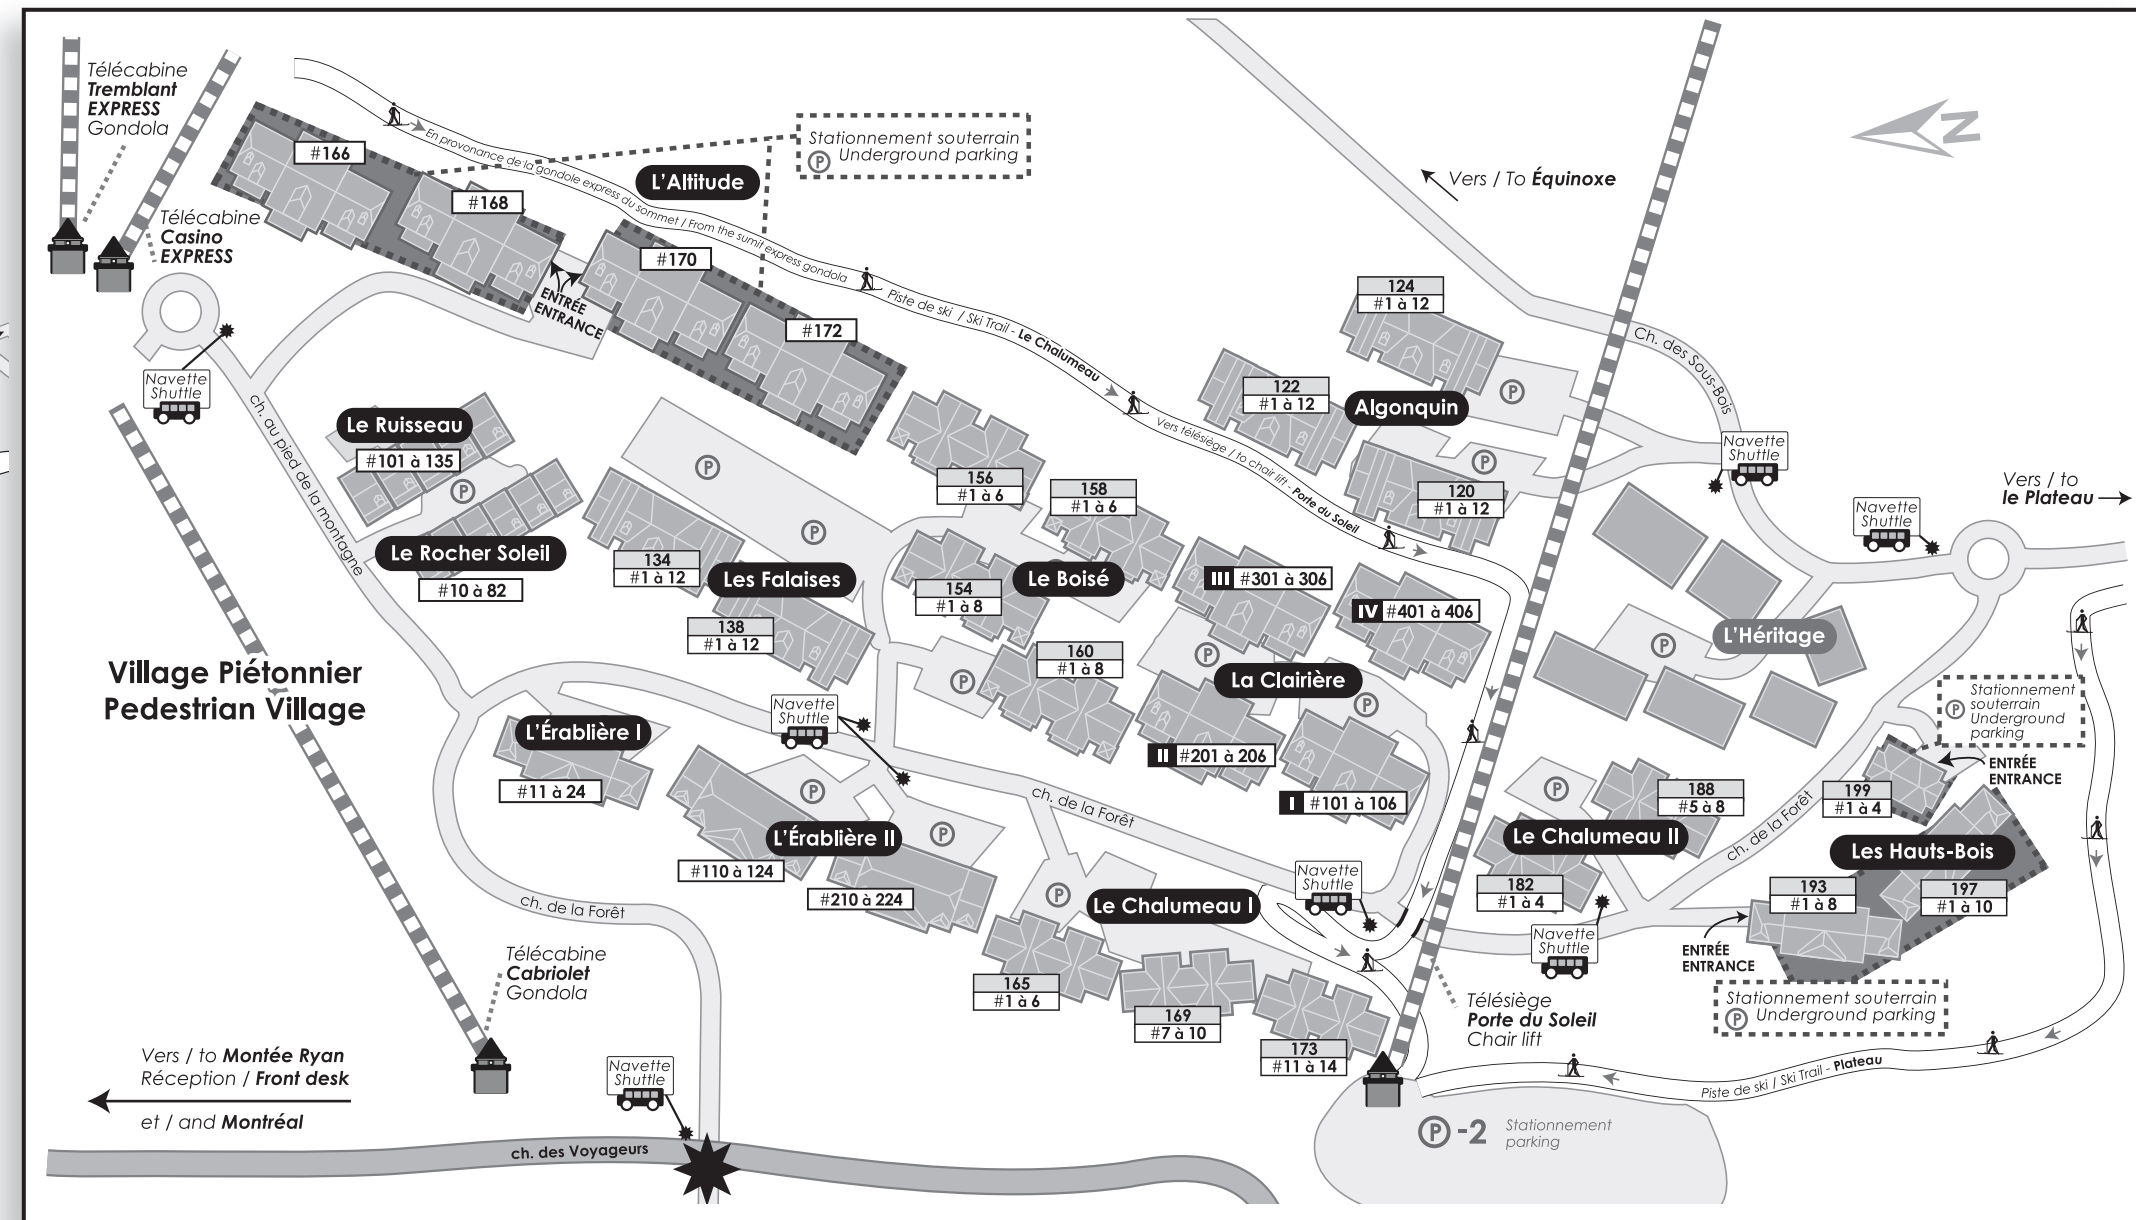 Télécabine
Tremblant
EXPRESS
Gondola
Télécabine
Casino
EXPRESS
#166
#168
#170
#172
L'Altitude
Stationnement souterrain
P Underground parking
ENTRÉE
ENTRANCE
En provonance de la gondole express du sommet / From the sumit express gondola
Piste de ski / Ski Trail - Le Chalumeau
Vers télésiège / to chair lift - Porte du Soleil
Vers / To Équinoxe
N
124
#1 à 12
122
#1 à 12
Algonquin
P
P
120
#1 à 12
Ch. des Sous-Bois
Navette
Shuttle
Navette
Shuttle
Vers / to
le Plateau
Navette
Shuttle
ch. au pied de la montagne
Le Ruisseau
#101 à 135
P
Le Rocher Soleil
#10 à 82
P
P
134
#1 à 12
Les Falaises
138
#1 à 12
156
#1 à 6
158
#1 à 6
154
#1 à 8
Le Boisé
160
#1 à 8
P
III #301 à 306
IV #401 à 406
P
La Clairière
P
II #201 à 206
I #101 à 106
L'Héritage
P
Stationnement
souterrain
P Underground
parking
ENTRÉE
ENTRANCE
Village Piétonnier
Pedestrian Village
L'Érablière I
#11 à 24
Navette
Shuttle
P
L'Érablière II
P
#110 à 124
#210 à 224
ch. de la Forêt
ch. de la Forêt
P
Le Chalumeau I
Navette
Shuttle
165
#1 à 6
169
#7 à 10
173
#11 à 14
P
188
#5 à 8
Le Chalumeau II
182
#1 à 4
ch. de la Forêt
199
#1 à 4
Les Hauts-Bois
193
#1 à 8
197
#1 à 10
Navette
Shuttle
ENTRÉE
ENTRANCE
Stationnement souterrain
P Underground parking
Télésiège
Porte du Soleil
Chair lift
Piste de ski / Ski Trail - Plateau
P -2 Stationnement
parking
Télécabine
Cabriolet
Gondola
Vers / to Montée Ryan
Réception / Front desk
et / and Montréal
Navette
Shuttle
ch. des Voyageurs